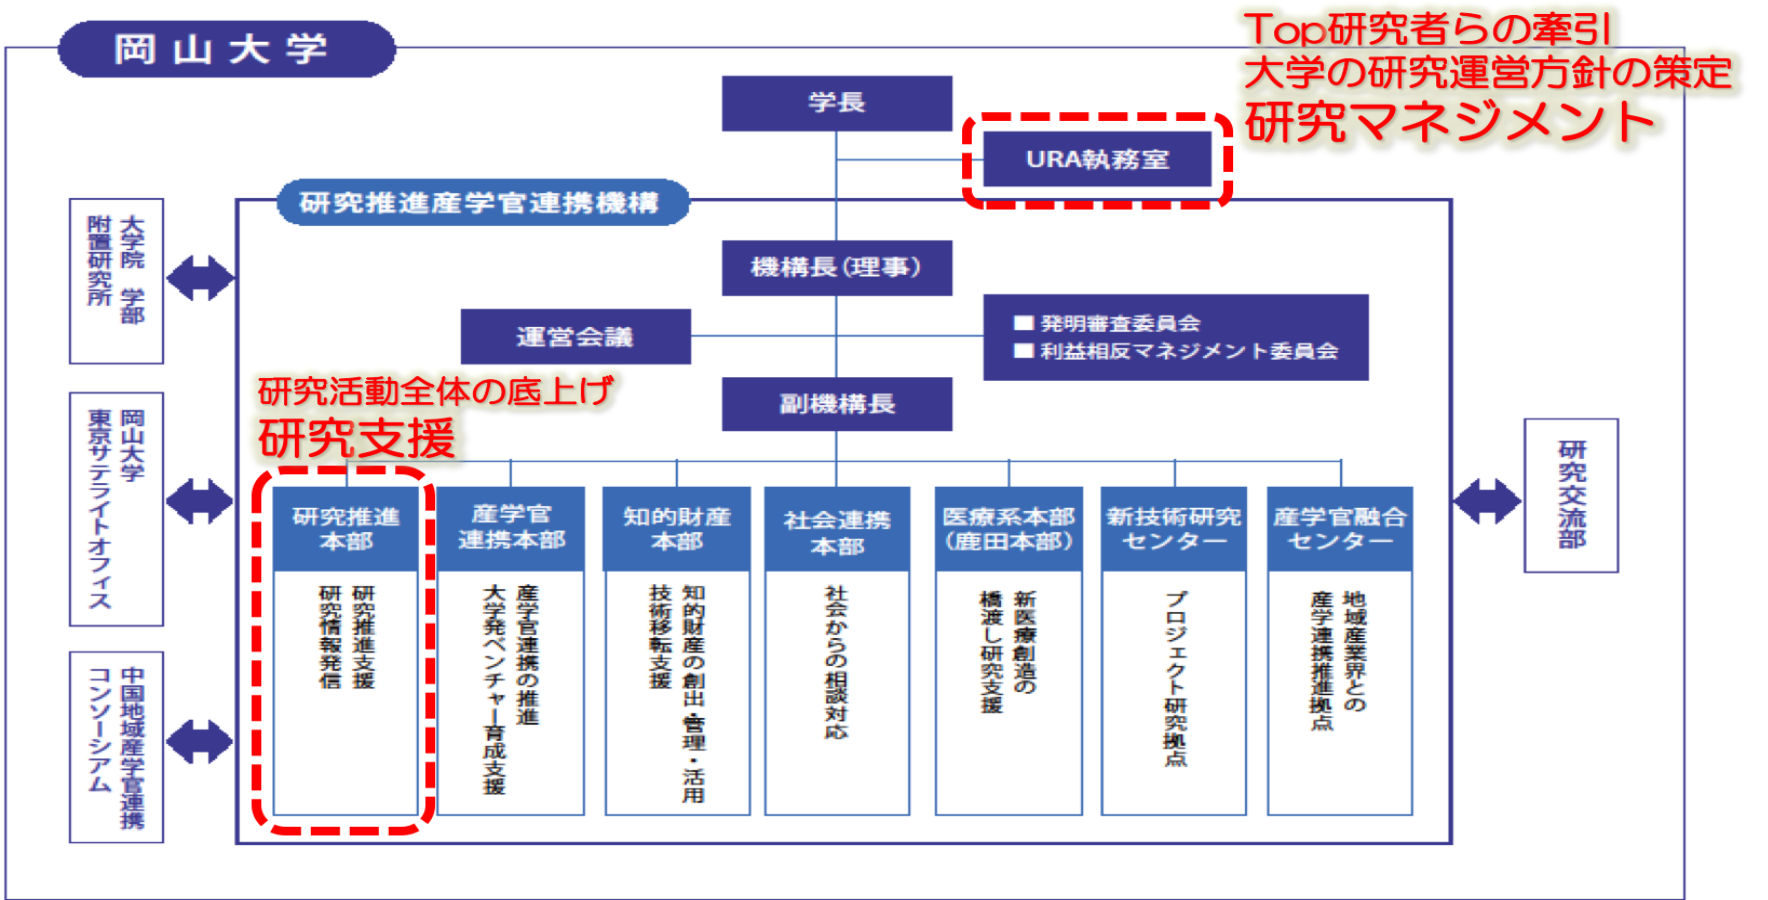 岡山大学
Top研究者らの牽引
大学の研究運営方針の策定
研究マネジメント
学長
URA執務室
研究推進産学官連携機構
機構長(理事)
運営会議
■ 発明審査委員会
■ 利益相反マネジメント委員会
副機構長
研究活動全体の底上げ
研究支援
大学院 学部
附置研究所
岡山大学
東京サテライトオフィス
中国地域産学官連携
コンソーシアム
研究推進
本部
研究推進支援
研究情報発信
産学官
連携本部
産学官連携の推進
大学発ベンチャー育成支援
知的財産
本部
知的財産の創出・管理・活用
技術移転支援
社会連携
本部
社会からの相談対応
医療系本部
(鹿田本部)
新医療創造の
橋渡し研究支援
新技術研究
センター
プロジェクト研究拠点
産学官融合
センター
地域産業界との
産学連携推進拠点
研究交流部